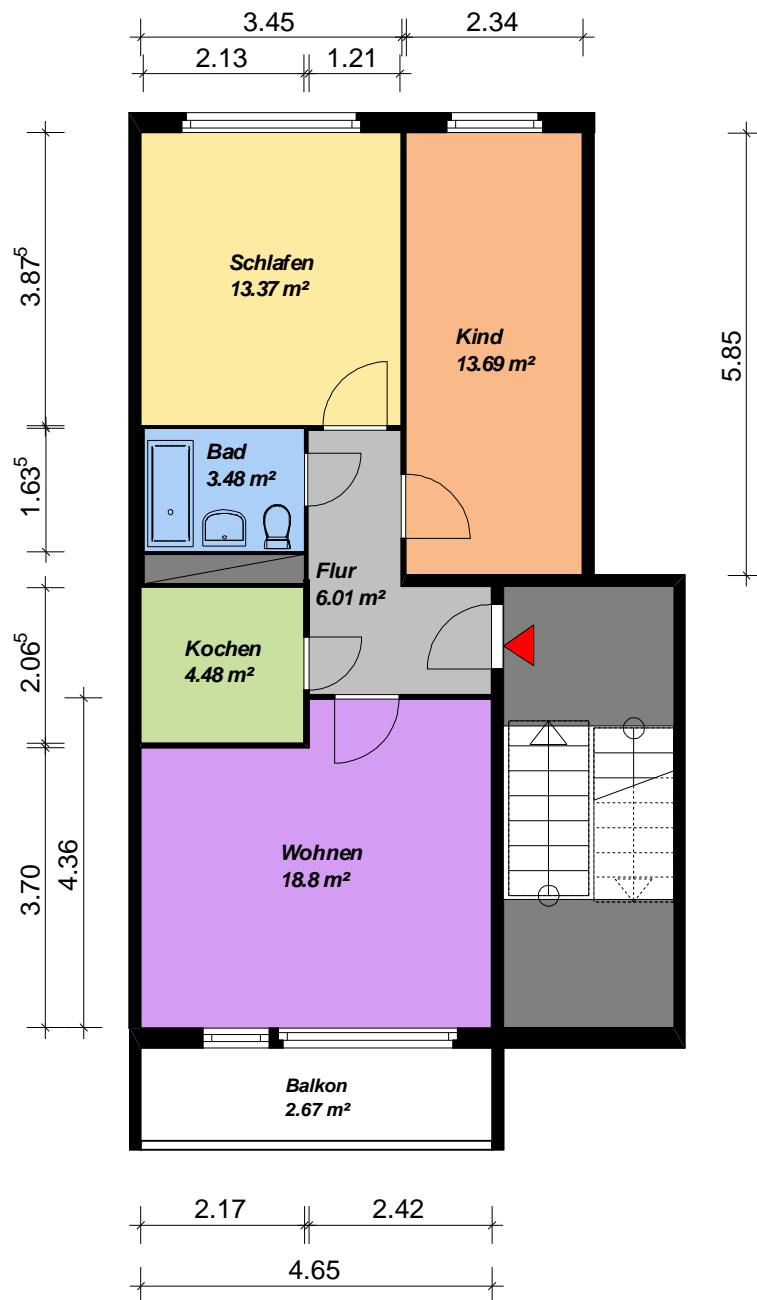 3.45
2.34
2.13
1.21
3.87⁵
5.85
Schlafen
13.37 m²
Kind
13.69 m²
1.63⁵
Bad
3.48 m²
Flur
6.01 m²
2.06⁵
Kochen
4.48 m²
3.70
4.36
Wohnen
18.8 m²
Balkon
2.67 m²
2.17
2.42
4.65